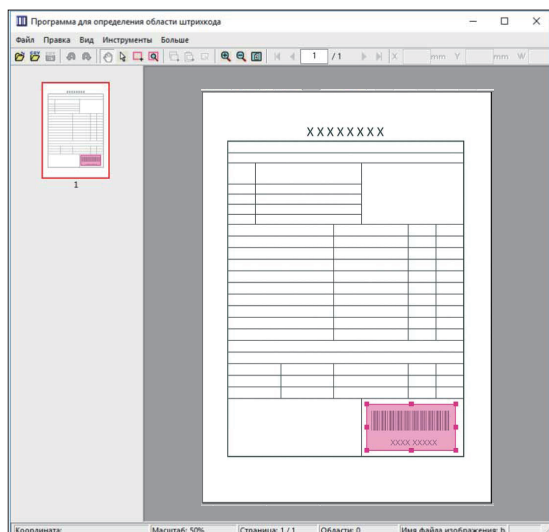 Программа для определения области штрихкода
Файл Правка Вид Инструменты Больше
1 / 1 X mm Y mm W
X X X X X X X X
XXXX XXXXX
1
Координата: Масштаб: 50% Страница: 1 / 1 Области: 0 Имя файла изображения: b